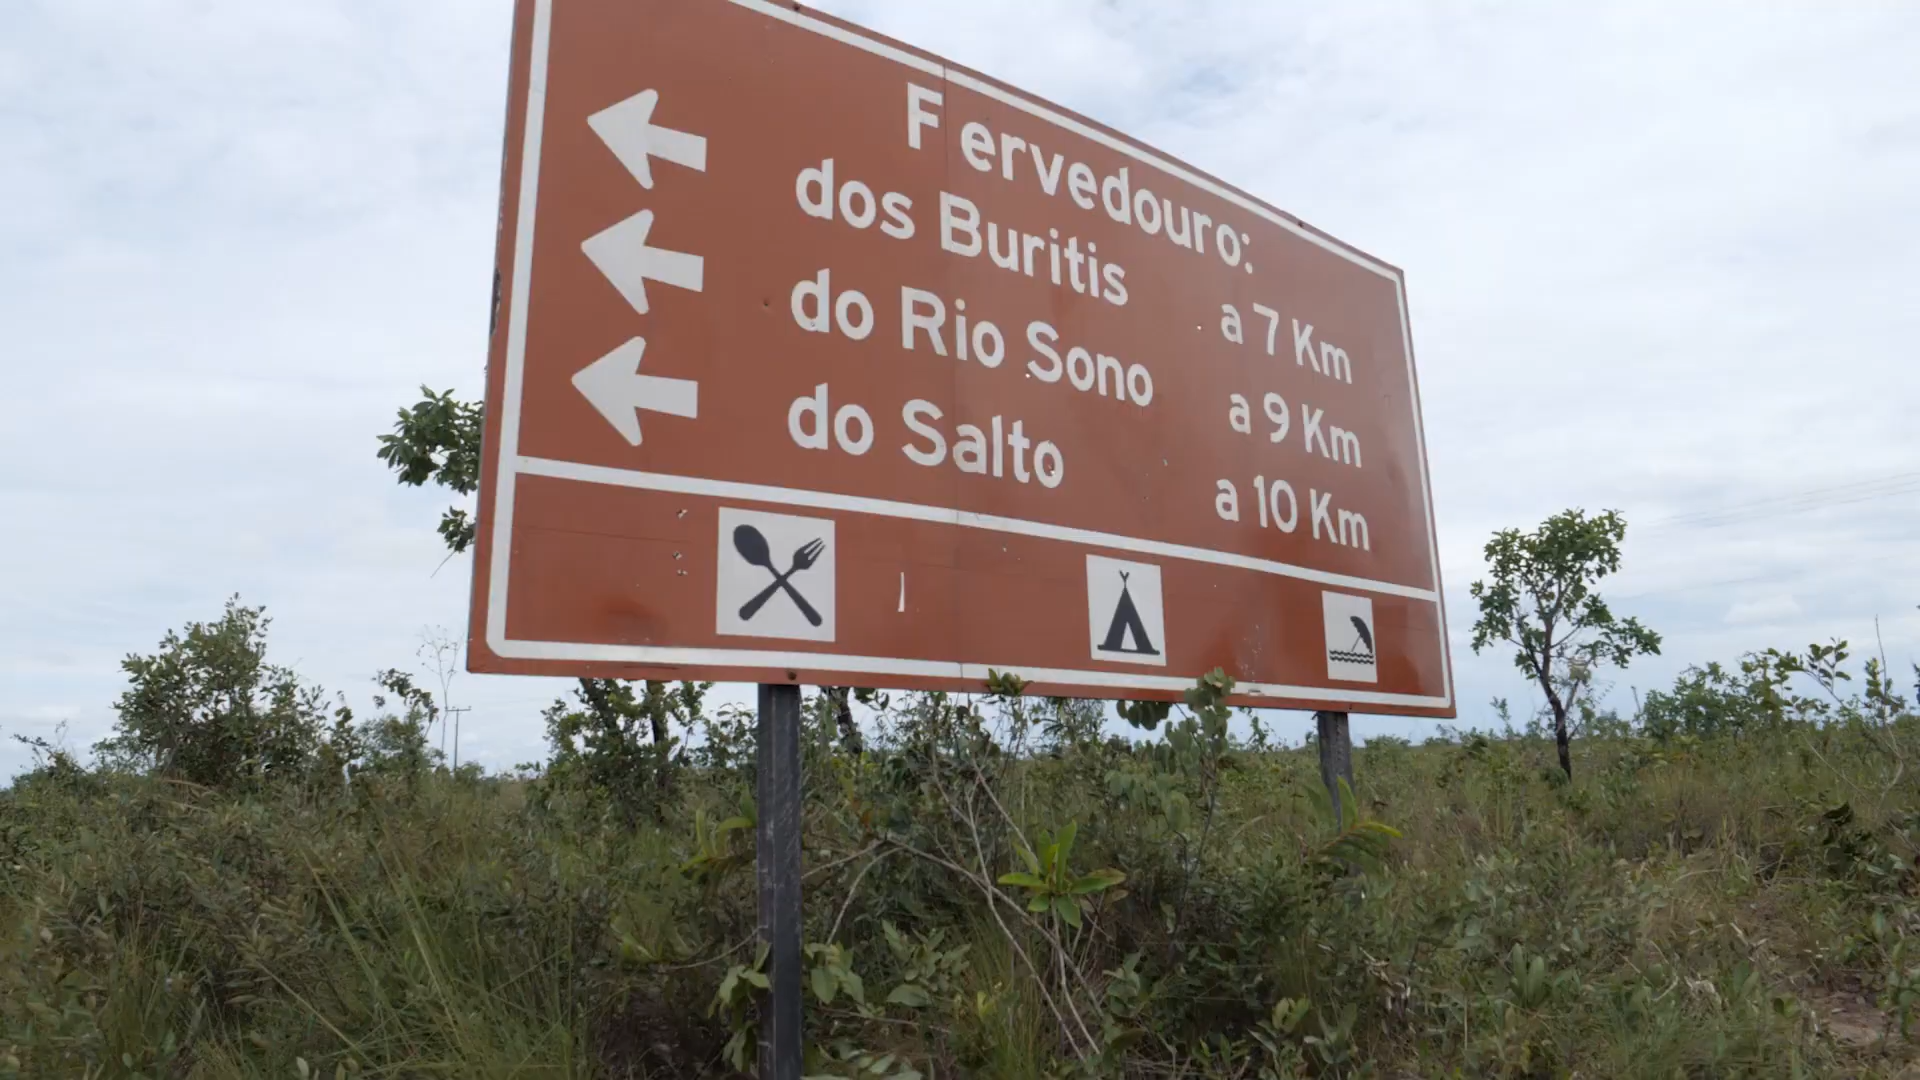 Fervedouro:
dos Buritis a 7 Km
do Rio Sono a 9 Km
do Salto a 10 Km